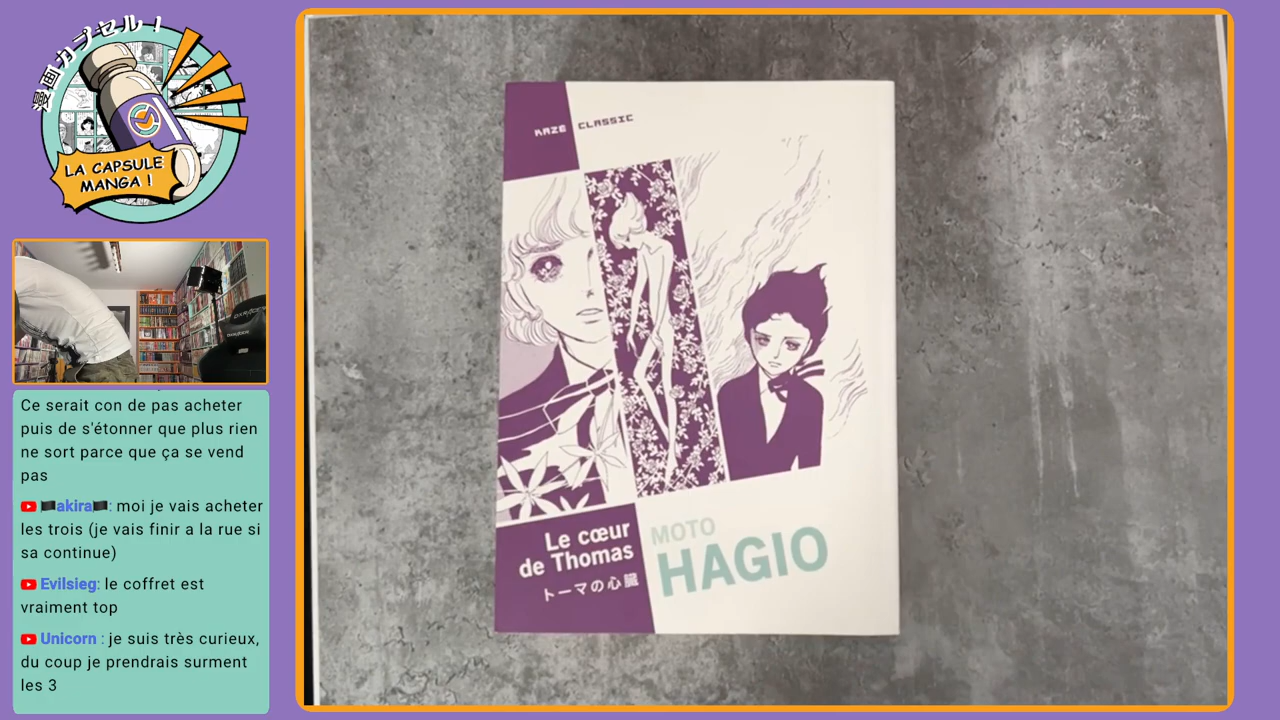 漫画カプセル！
LA CAPSULE
MANGA !
Ce serait con de pas acheter
puis de s'étonner que plus rien
ne sort parce que ça se vend
pas
akira: moi je vais acheter
les trois (je vais finir a la rue si
sa continue)
Evilsieg: le coffret est
vraiment top
Unicorn : je suis très curieux,
du coup je prendrais surment
les 3
KAZE CLASSIC
Le cœur
de Thomas
トーマの心臓
MOTO
HAGIO